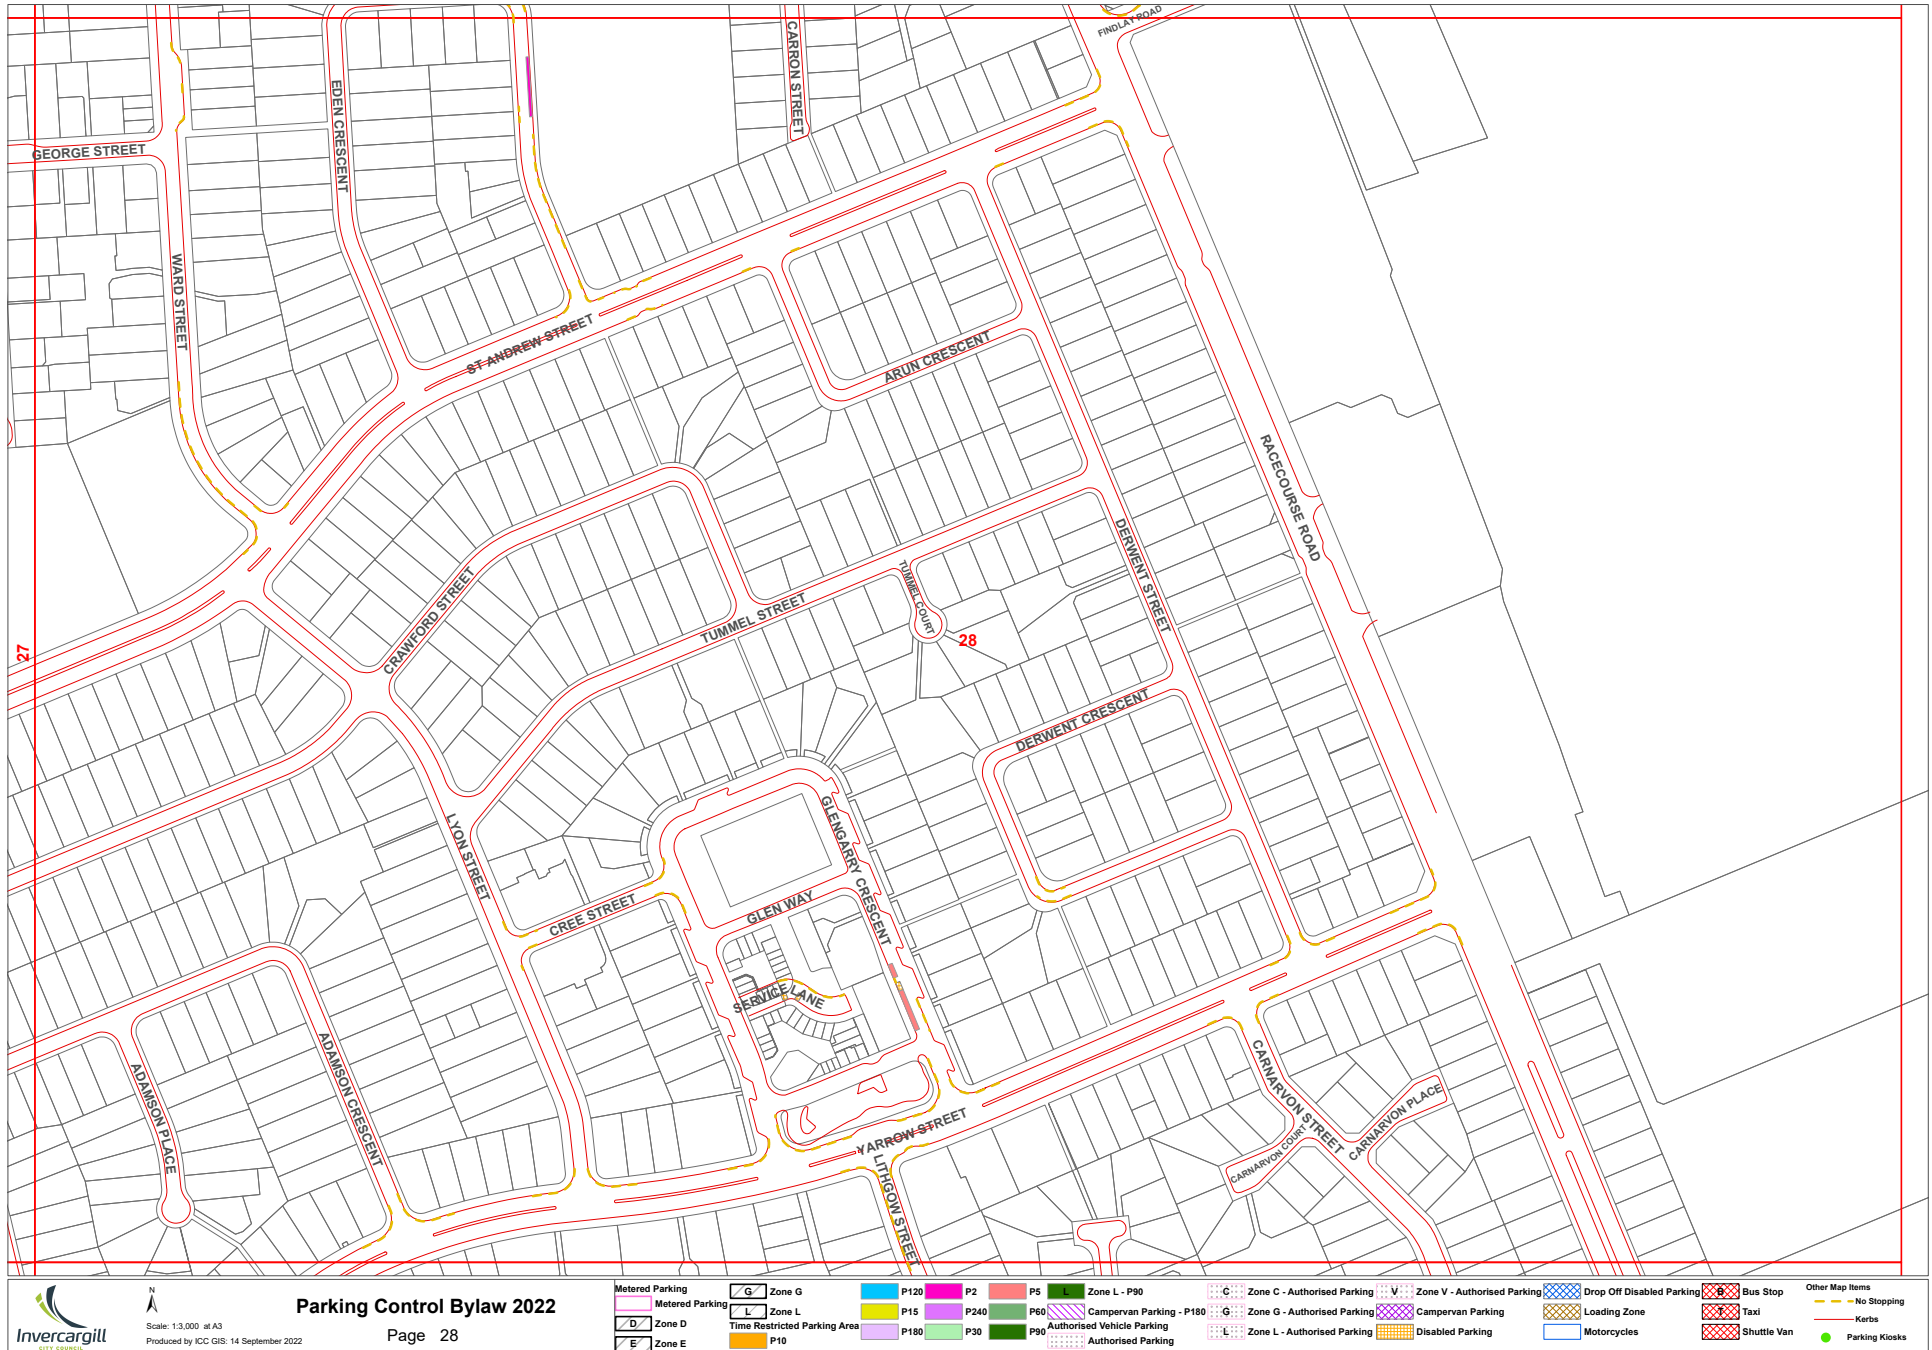 FINDLAY ROAD
CARRON STREET
EDEN CRESCENT
GEORGE STREET
WARD STREET
ST ANDREW STREET
ARUN CRESCENT
RACECOURSE ROAD
DERWENT STREET
CRAWFORD STREET
TUMMEL STREET
TUMMEL COURT
28
27
DERWENT CRESCENT
LYON STREET
GLENGARRY CRESCENT
CREE STREET
GLEN WAY
SERVICE LANE
ADAMSON PLACE
ADAMSON CRESCENT
YARROW STREET
LITHGOW STREET
CARNARVON STREET
CARNARVON PLACE
CARNARVON COURT
Invercargill
CITY COUNCIL
N
Scale: 1:3,000 at A3
Produced by ICC GIS: 14 September 2022
Parking Control Bylaw 2022
Page 28
Metered Parking
Metered Parking
D Zone D
E Zone E
G Zone G
L Zone L
Time Restricted Parking Area
P10
P120
P15
P180
P2
P240
P30
P5
P60
P90
L Zone L - P90
Campervan Parking - P180
Authorised Vehicle Parking
Authorised Parking
C Zone C - Authorised Parking
G Zone G - Authorised Parking
L Zone L - Authorised Parking
V Zone V - Authorised Parking
Campervan Parking
Disabled Parking
Drop Off Disabled Parking
Loading Zone
Motorcycles
B Bus Stop
T Taxi
Shuttle Van
Other Map Items
No Stopping
Kerbs
Parking Kiosks